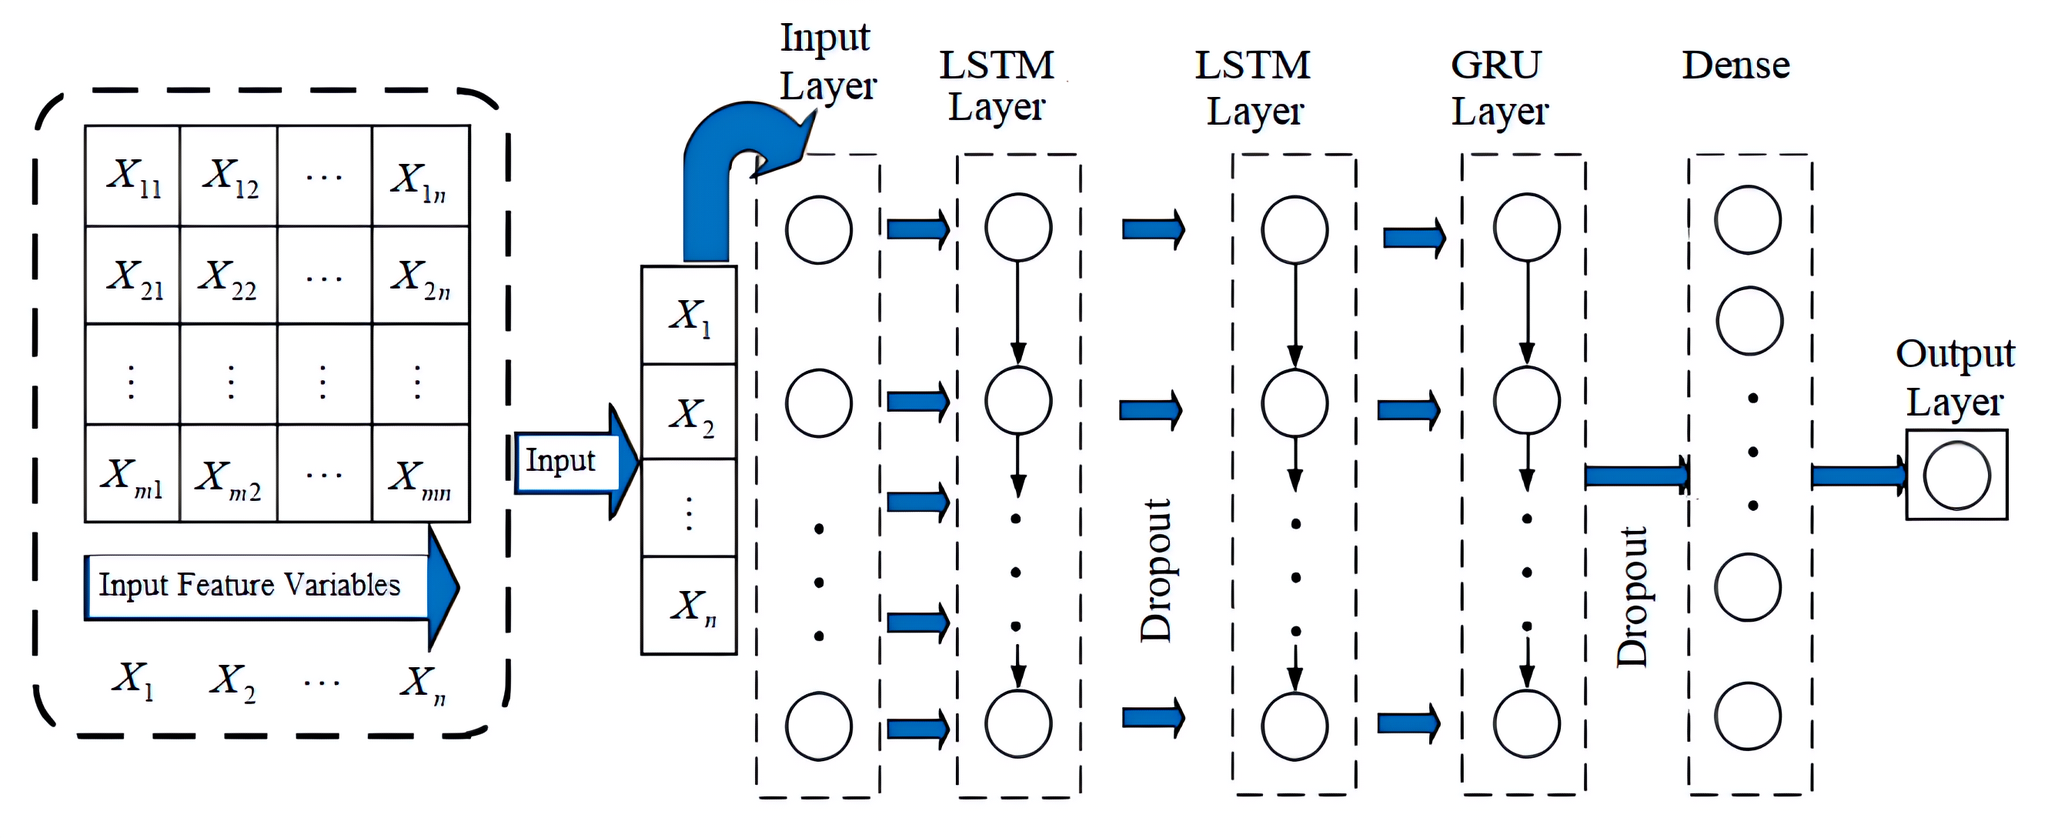 Input
Layer
LSTM
Layer
LSTM
Layer
GRU
Layer
Dense
X11 X12 ... X1n
X21 X22 ... X2n
⋮ ⋮ ⋮ ⋮
Xm1 Xm2 ... Xmn
Input Feature Variables
X1 X2 ... Xn
Input
X1
X2
⋮
Xn
Dropout
Dropout
Output
Layer